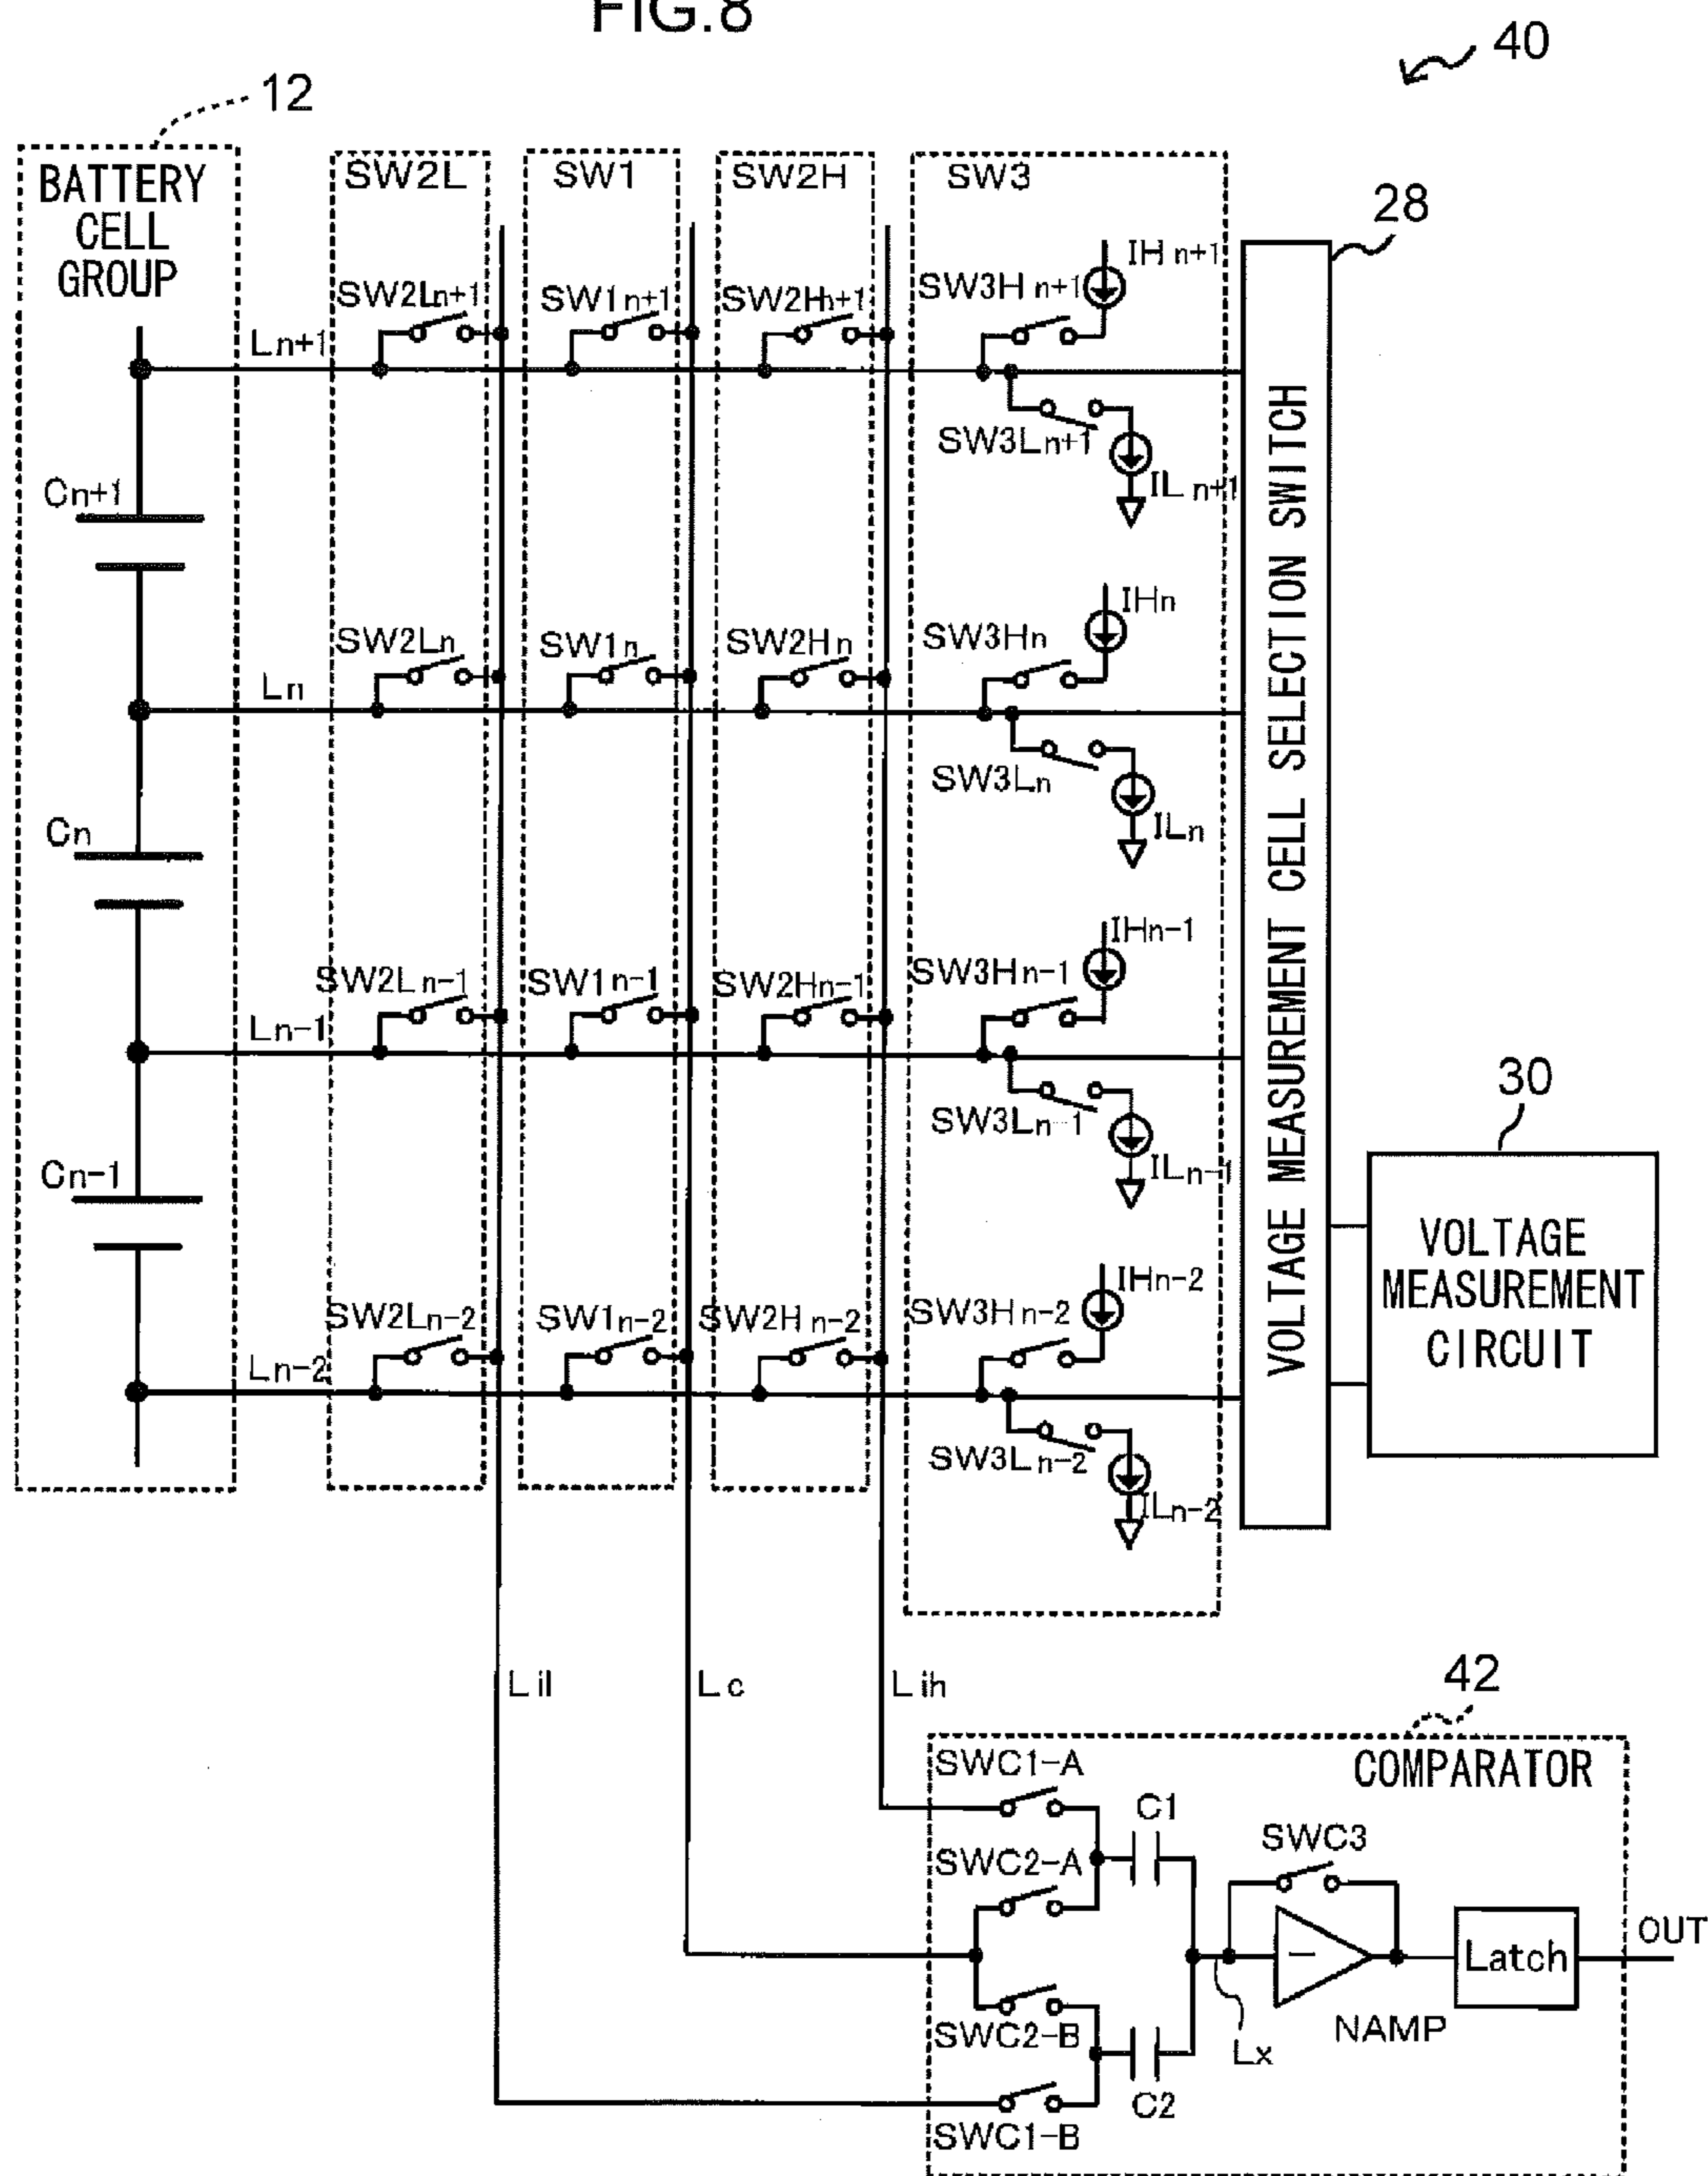 FIG.8
40
12
BATTERY
CELL
GROUP
SW2L
SW1
SW2H
SW3
28
SW2Ln+1
SW1n+1
SW2Hn+1
SW3Hn+1
IHn+1
Ln+1
SW3Ln+1
ILn+1
Cn+1
SW2Ln
SW1n
SW2Hn
SW3Hn
IHn
Ln
SW3Ln
ILn
Cn
SW2Ln-1
SW1n-1
SW2Hn-1
SW3Hn-1
IHn-1
Ln-1
SW3Ln-1
ILn-1
Cn-1
SW2Ln-2
SW1n-2
SW2Hn-2
SW3Hn-2
IHn-2
Ln-2
SW3Ln-2
ILn-2
VOLTAGE MEASUREMENT CELL SELECTION SWITCH
30
VOLTAGE
MEASUREMENT
CIRCUIT
Lil
Lc
Lih
42
COMPARATOR
SWC1-A
C1
SWC2-A
SWC3
SWC2-B
C2
SWC1-B
Lx
NAMP
Latch
OUT